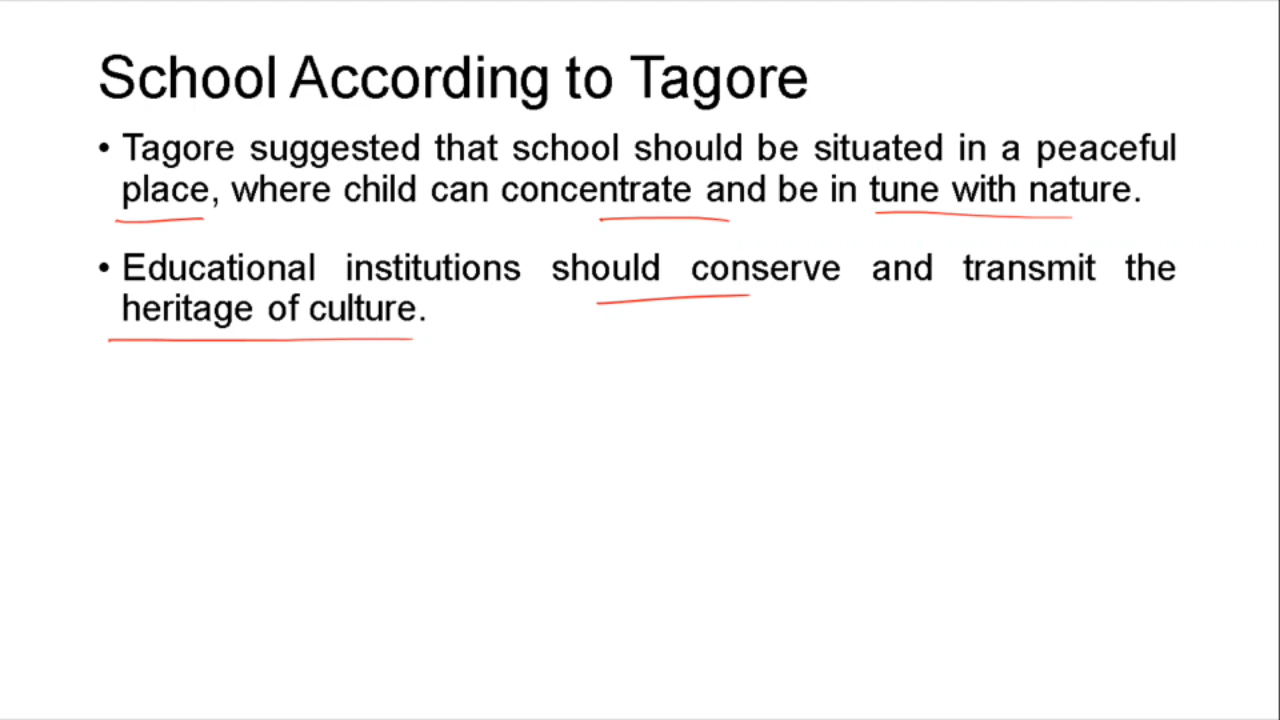 School According to Tagore
• Tagore suggested that school should be situated in a peaceful
place, where child can concentrate and be in tune with nature.
• Educational institutions should conserve and transmit the
heritage of culture.